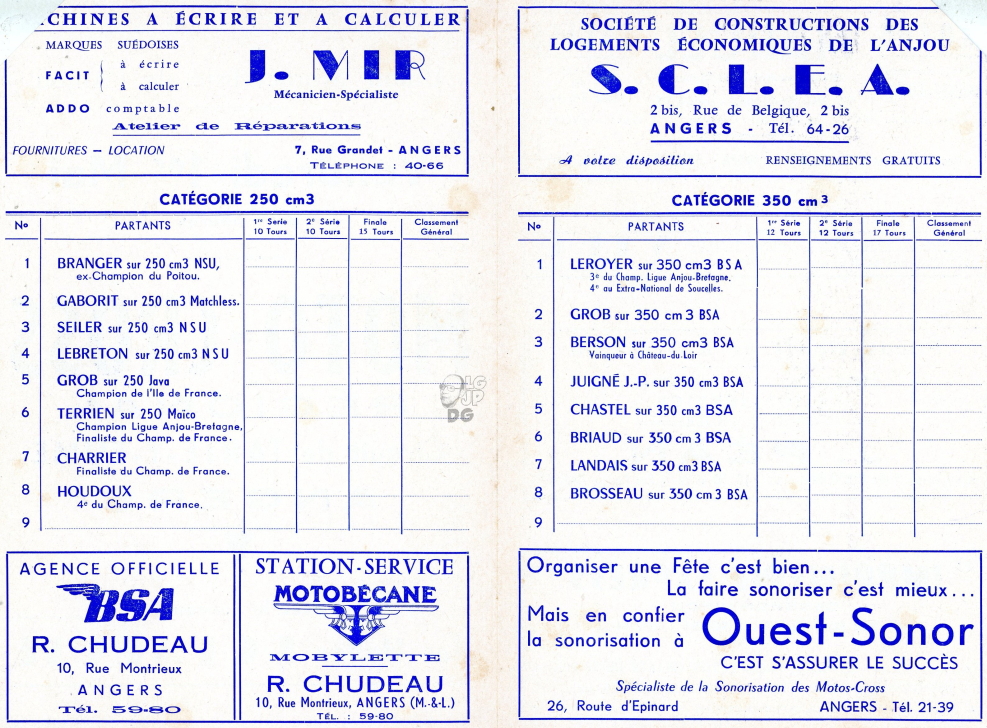 CHINES A ÉCRIRE ET A CALCULER
MARQUES SUÉDOISES
FACIT { à écrire
à calculer
ADDO comptable
J. MIR
Mécanicien-Spécialiste
Atelier de Réparations
FOURNITURES — LOCATION
7, Rue Grandet - ANGERS
TÉLÉPHONE : 40-66
CATÉGORIE 250 cm3
No PARTANTS 1re Serie 10 Tours 2e Série 10 Tours Finale 15 Tours Classement Général
1 BRANGER sur 250 cm3 NSU,
ex-Champion du Poitou.
2 GABORIT sur 250 cm3 Matchless.
3 SEILER sur 250 cm3 NSU
4 LEBRETON sur 250 cm3 NSU
5 GROB sur 250 Java
Champion de l'Ile de France.
6 TERRIEN sur 250 Maïco
Champion Ligue Anjou-Bretagne,
Finaliste du Champ. de France.
7 CHARRIER
Finaliste du Champ. de France.
8 HOUDOUX
4e du Champ. de France.
9
AGENCE OFFICIELLE
BSA
R. CHUDEAU
10, Rue Montrieux
ANGERS
Tél. 59-80
STATION-SERVICE
MOTOBÉCANE
MOBYLETTE
R. CHUDEAU
10, Rue Montrieux, ANGERS (M.-&-L.)
TÉL. : 59-80
LG
JP
DG
SOCIÉTÉ DE CONSTRUCTIONS DES
LOGEMENTS ÉCONOMIQUES DE L'ANJOU
S. C. L. E. A.
2 bis, Rue de Belgique, 2 bis
ANGERS - Tél. 64-26
A votre disposition RENSEIGNEMENTS GRATUITS
CATÉGORIE 350 cm3
No PARTANTS 1re Série 12 Tours 2e Série 12 Tours Finale 17 Tours Classement Général
1 LEROYER sur 350 cm3 BSA
3e du Champ. Ligue Anjou-Bretagne.
4e au Extra-National de Soucelles.
2 GROB sur 350 cm3 BSA
3 BERSON sur 350 cm3 BSA
Vainqueur à Château-du-Loir
4 JUIGNÉ J.-P. sur 350 cm3 BSA
5 CHASTEL sur 350 cm3 BSA
6 BRIAUD sur 350 cm3 BSA
7 LANDAIS sur 350 cm3 BSA
8 BROSSEAU sur 350 cm3 BSA
9
Organiser une Fête c'est bien...
La faire sonoriser c'est mieux...
Mais en confier
la sonorisation à
Ouest-Sonor
C'EST S'ASSURER LE SUCCÈS
Spécialiste de la Sonorisation des Motos-Cross
26, Route d'Epinard ANGERS - Tél. 21-39